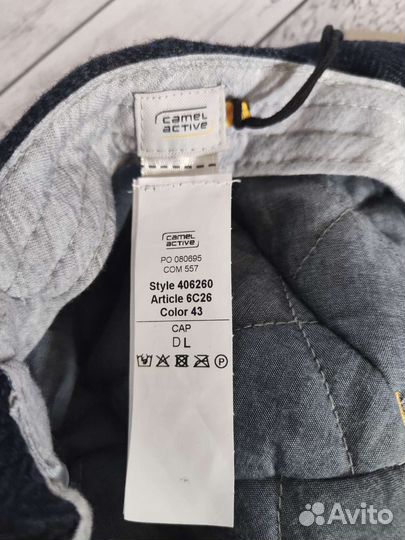 camel
active
camel
active
PO 080695
COM 557
Style 406260
Article 6C26
Color 43
CAP
D L
P
Avito